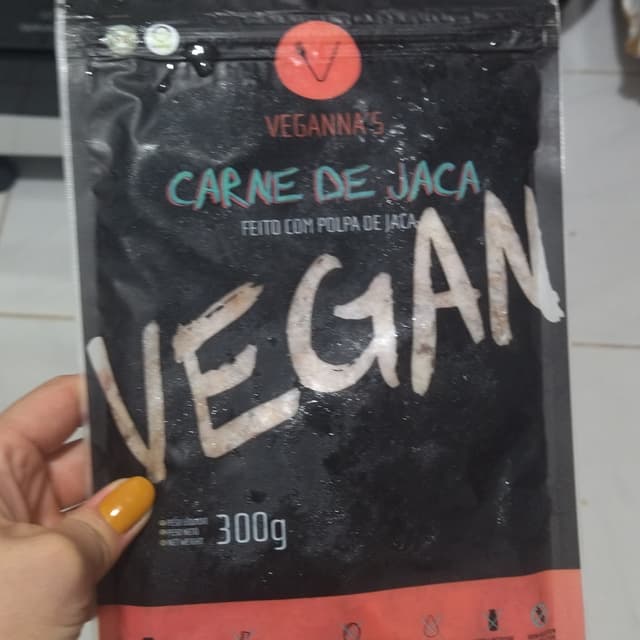 V
VEGANNA'S
CARNE DE JACA
FEITO COM POLPA DE JACA
VEGAN
300g